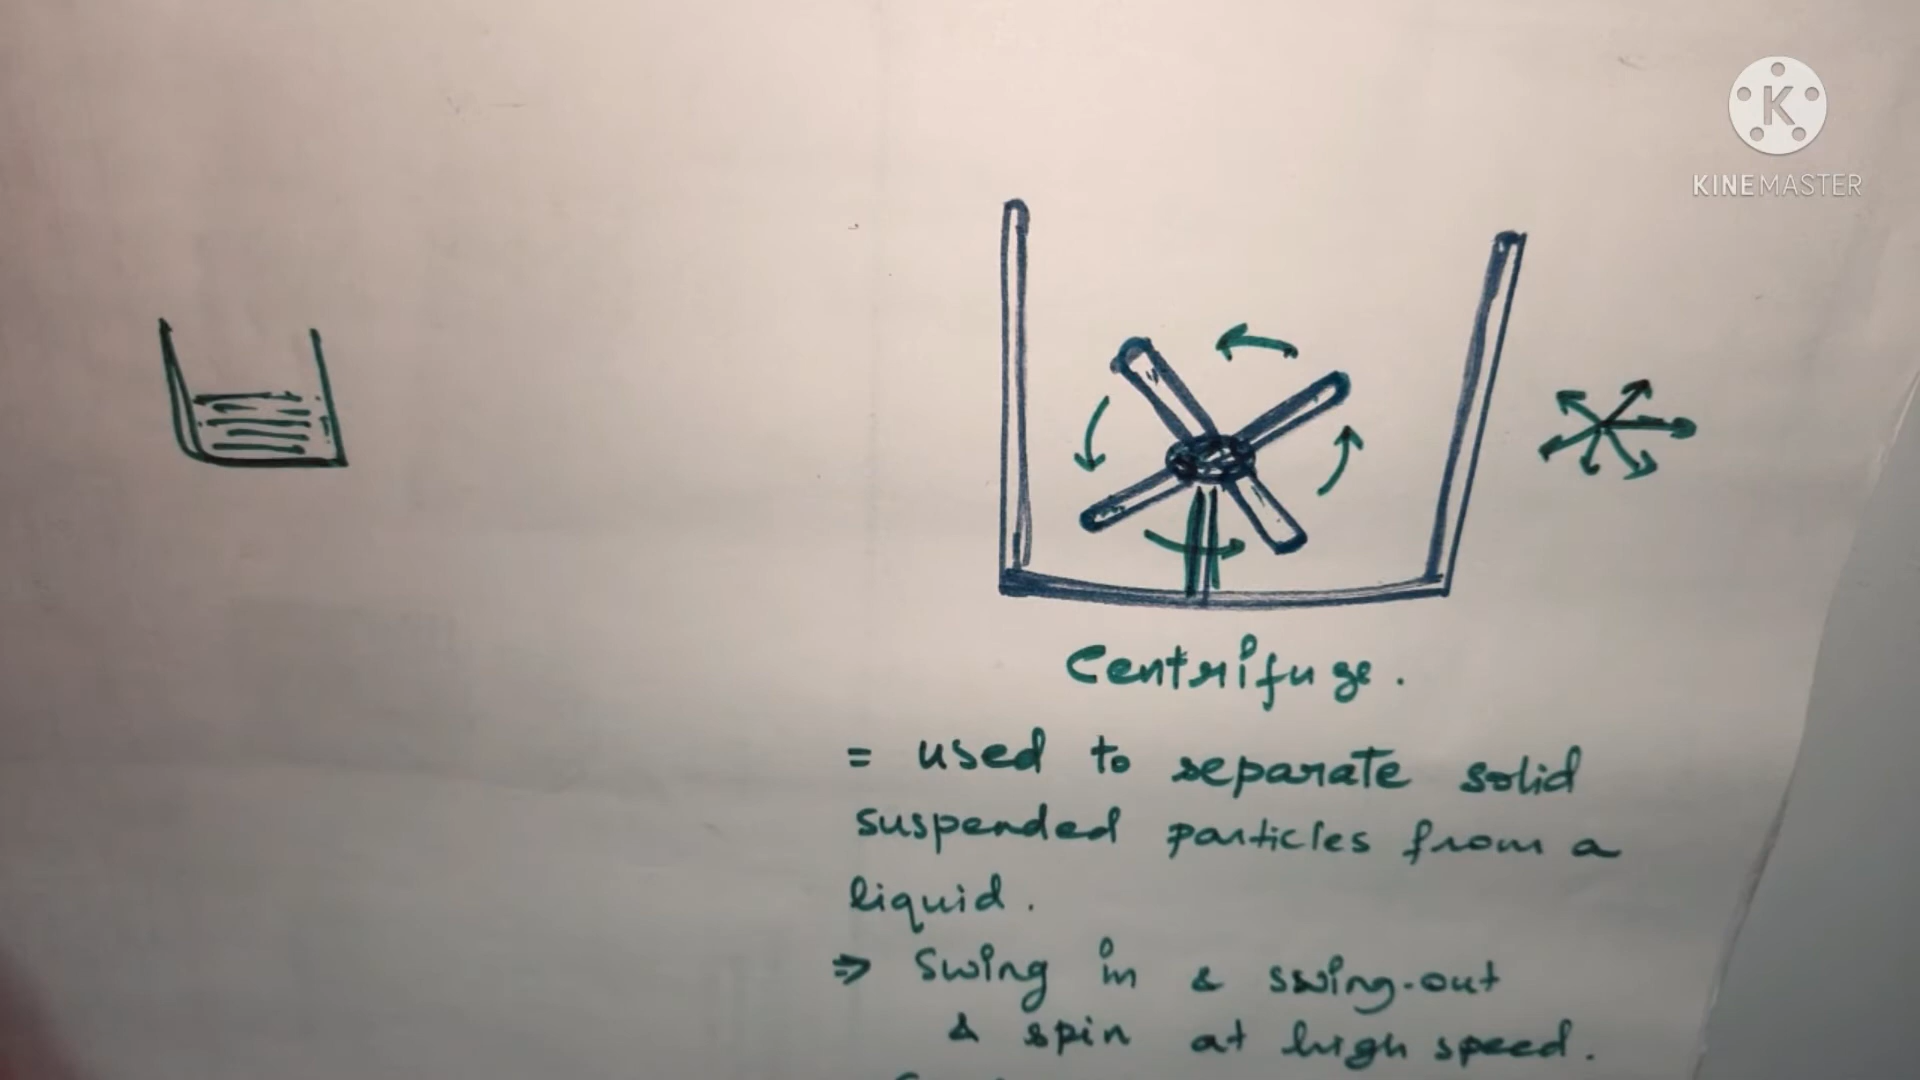 KINEMASTER
Centrifuge.
= used to separate solid
suspended particles from a
liquid.
⇒ Swing in & swing-out
& spin at high speed.